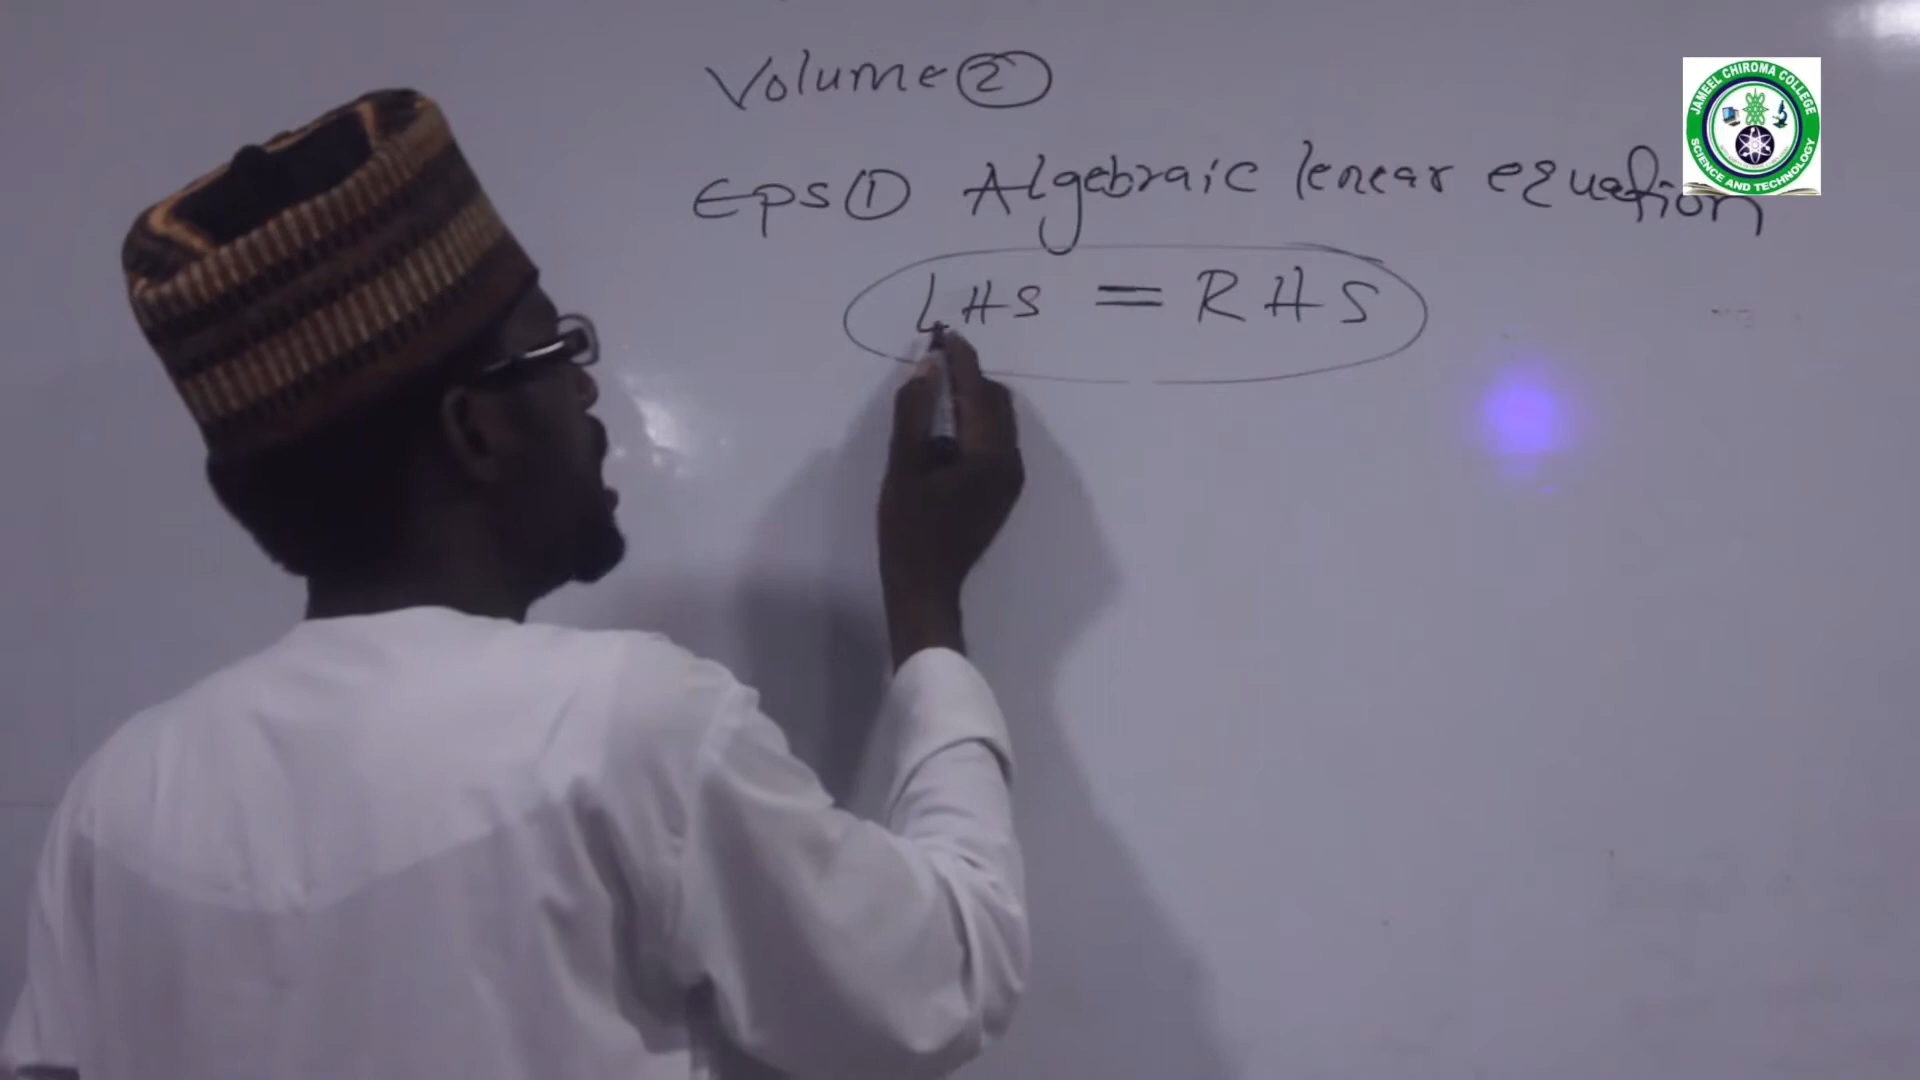 Volume ②
Eps ① Algebraic lenear equation
LHS = RHS
JAMEEL CHIROMA COLLEGE
SCIENCE AND TECHNOLOGY